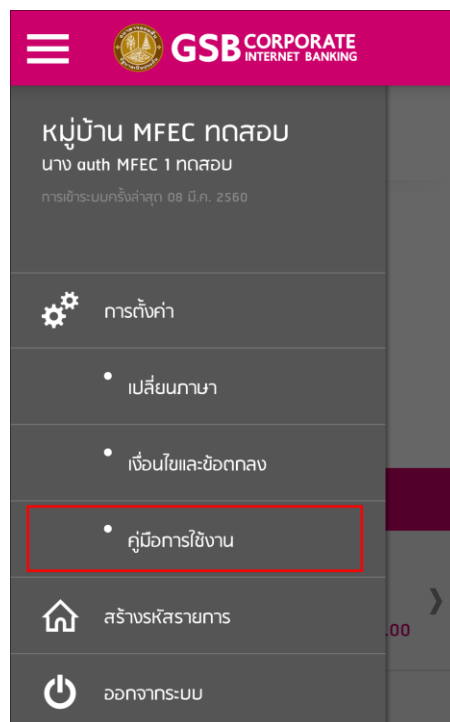 GSB CORPORATE
INTERNET BANKING
หมู่บ้าน MFEC ทดสอบ
นาง auth MFEC 1 ทดสอบ
การเข้าระบบครั้งล่าสุด 08 มี.ค. 2560
การตั้งค่า
เปลี่ยนภาษา
เงื่อนไขและข้อตกลง
คู่มือการใช้งาน
สร้างรหัสรายการ
.00
ออกจากระบบ